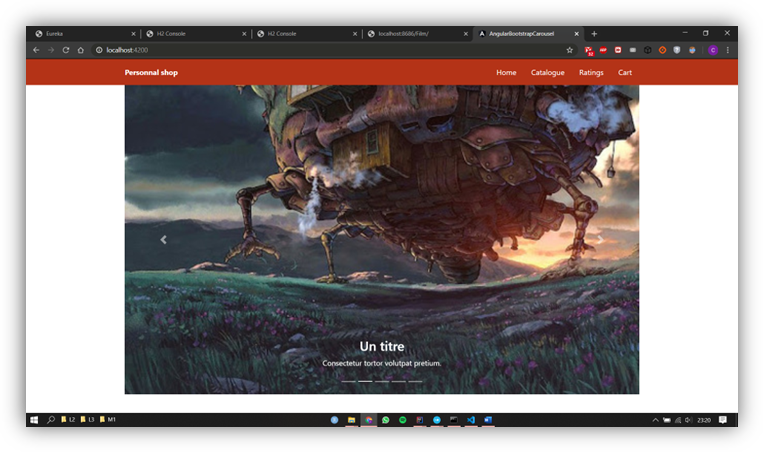 Eureka
H2 Console
H2 Console
localhost:8686/Film/
AngularBootstrapCarousel
localhost:4200
Personnal shop
Home
Catalogue
Ratings
Cart
Un titre
Consectetur tortor volutpat pretium.
L2
L3
M1
23:20